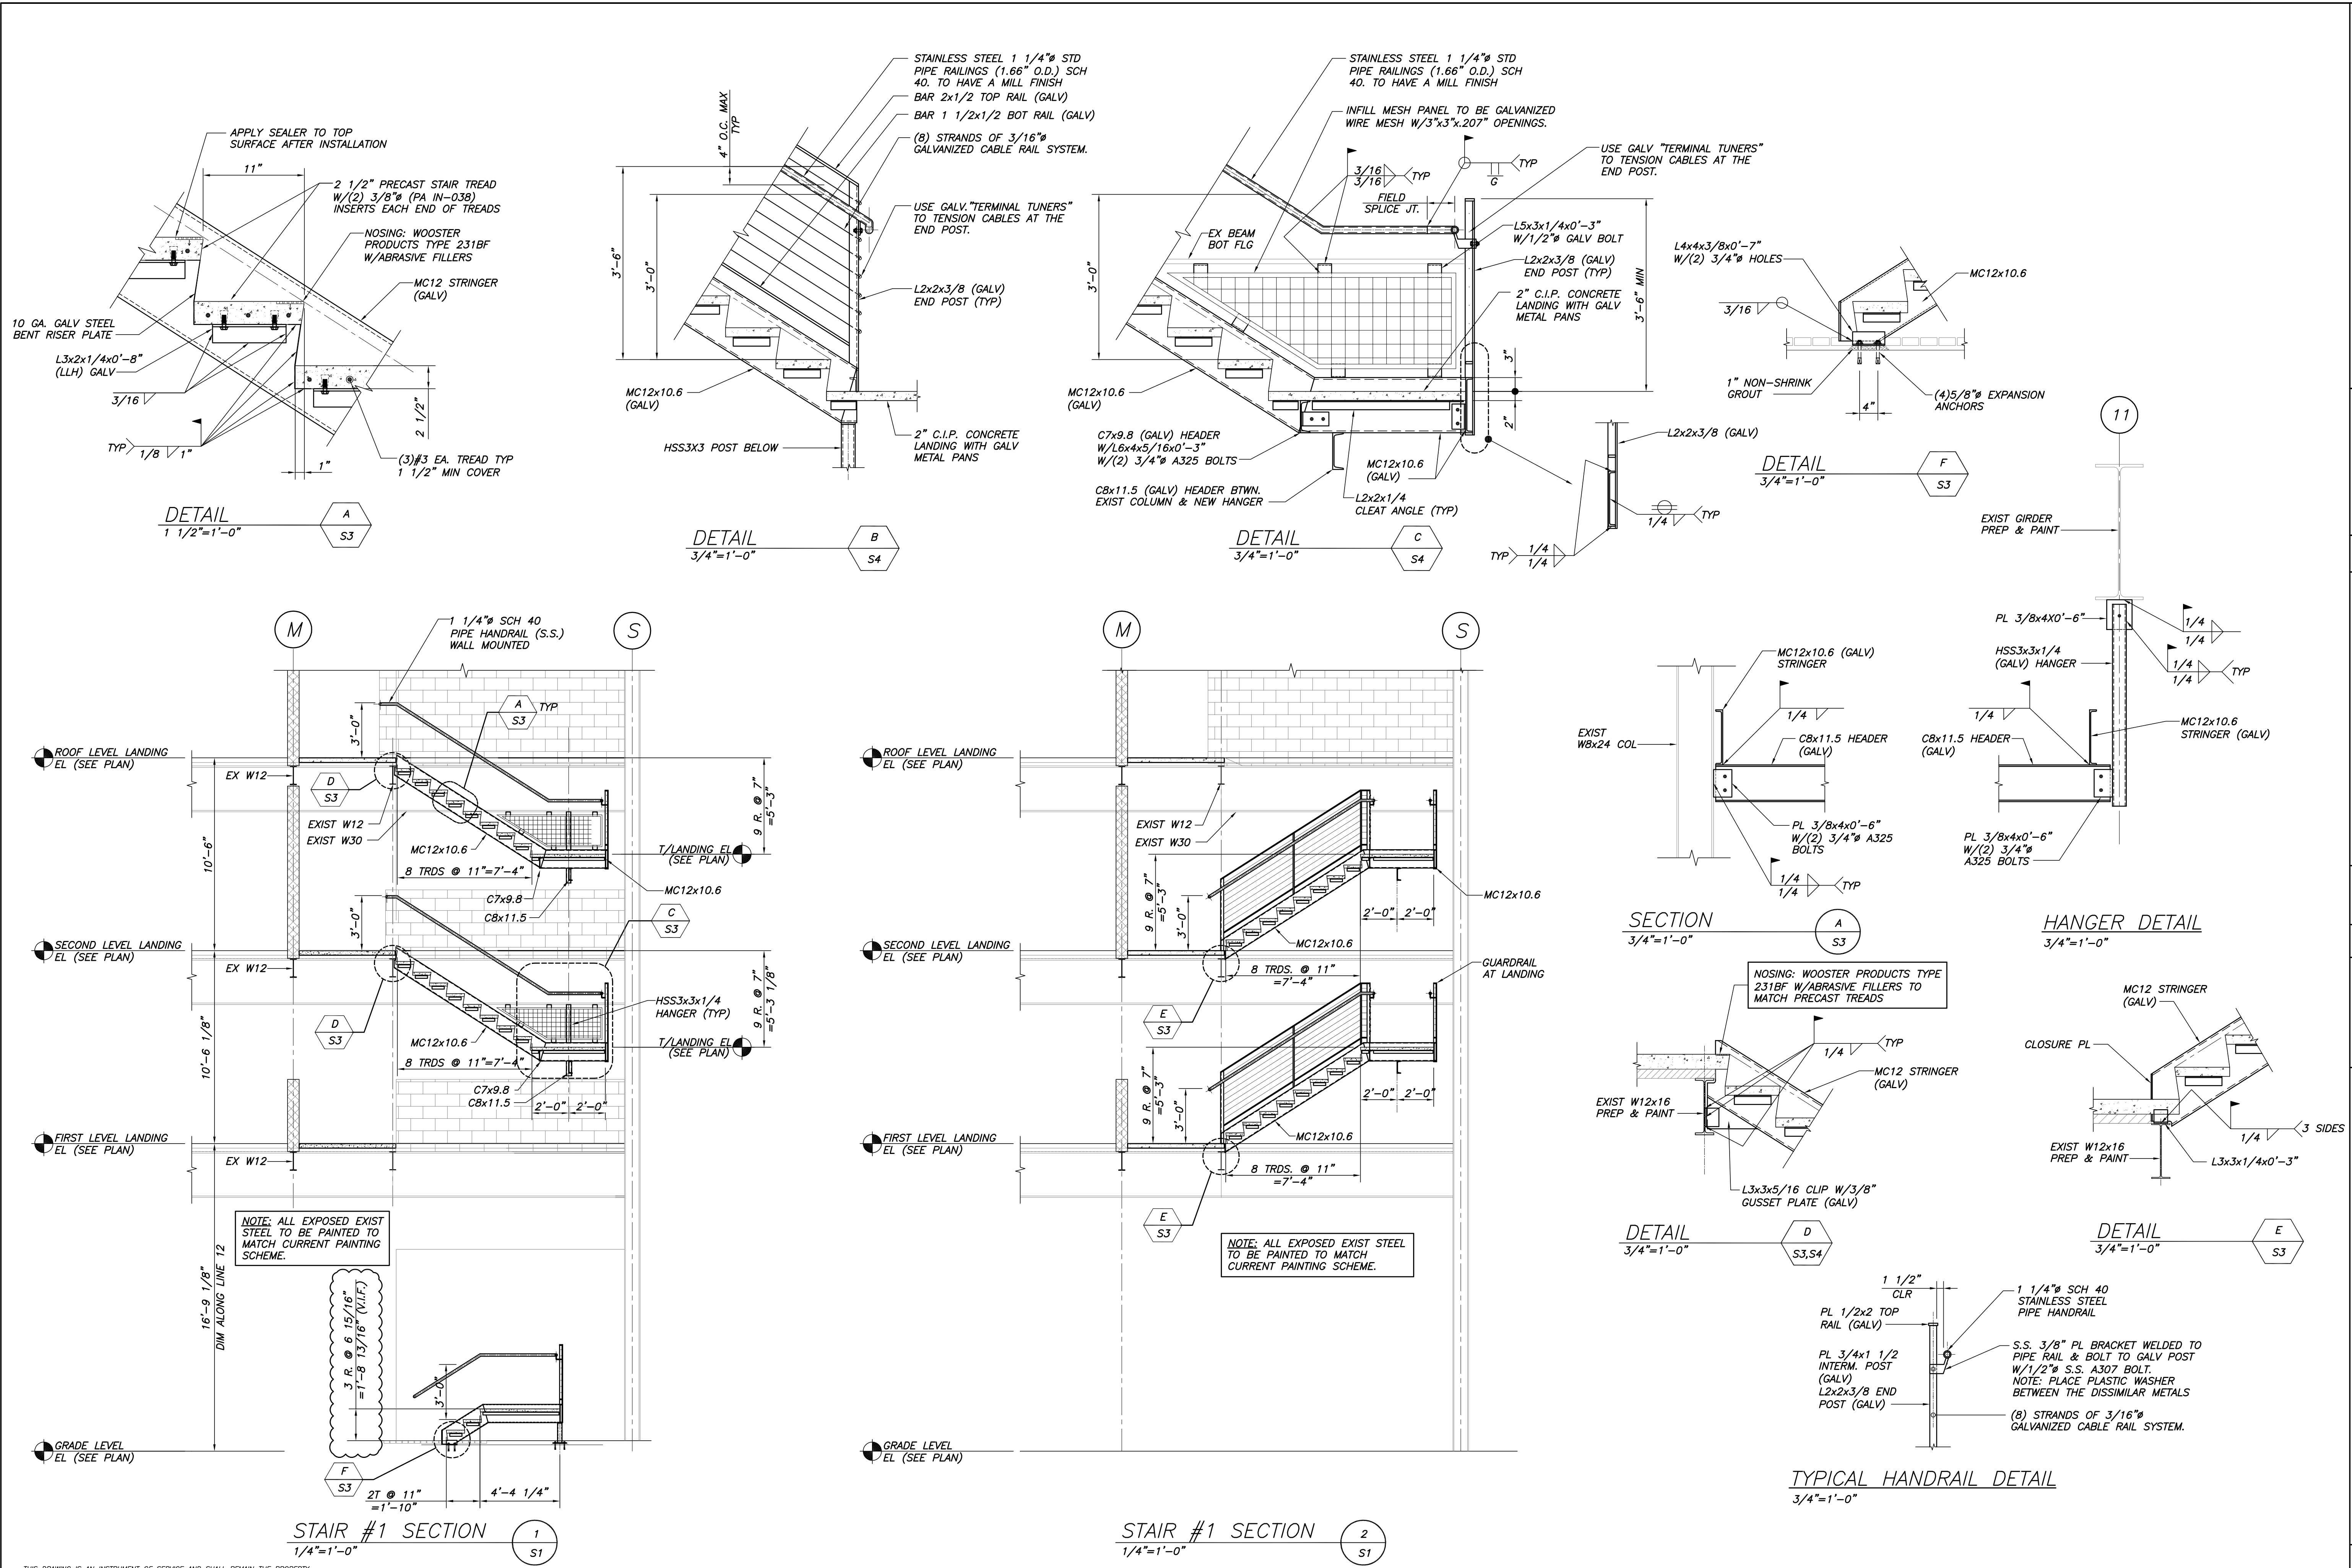 APPLY SEALER TO TOP
SURFACE AFTER INSTALLATION
11"
2 1/2" PRECAST STAIR TREAD
W/(2) 3/8"ø (PA IN-038)
INSERTS EACH END OF TREADS
NOSING: WOOSTER
PRODUCTS TYPE 231BF
W/ABRASIVE FILLERS
MC12 STRINGER
(GALV)
10 GA. GALV STEEL
BENT RISER PLATE
L3x2x1/4x0'-8"
(LLH) GALV
3/16
TYP
1/8
1"
1"
2 1/2"
(3)#3 EA. TREAD TYP
1 1/2" MIN COVER
DETAIL
1 1/2"=1'-0"
A
S3
STAINLESS STEEL 1 1/4"ø STD
PIPE RAILINGS (1.66" O.D.) SCH
40. TO HAVE A MILL FINISH
BAR 2x1/2 TOP RAIL (GALV)
BAR 1 1/2x1/2 BOT RAIL (GALV)
(8) STRANDS OF 3/16"ø
GALVANIZED CABLE RAIL SYSTEM.
4" O.C. MAX
TYP
USE GALV."TERMINAL TUNERS"
TO TENSION CABLES AT THE
END POST.
3'-6"
3'-0"
L2x2x3/8 (GALV)
END POST (TYP)
MC12x10.6
(GALV)
HSS3X3 POST BELOW
2" C.I.P. CONCRETE
LANDING WITH GALV
METAL PANS
DETAIL
3/4"=1'-0"
B
S4
STAINLESS STEEL 1 1/4"ø STD
PIPE RAILINGS (1.66" O.D.) SCH
40. TO HAVE A MILL FINISH
INFILL MESH PANEL TO BE GALVANIZED
WIRE MESH W/3"x3"x.207" OPENINGS.
3/16
3/16
TYP
TYP
G
FIELD
SPLICE JT.
USE GALV "TERMINAL TUNERS"
TO TENSION CABLES AT THE
END POST.
EX BEAM
BOT FLG
L5x3x1/4x0'-3"
W/1/2"ø GALV BOLT
L2x2x3/8 (GALV)
END POST (TYP)
3'-0"
3'-6" MIN
2" C.I.P. CONCRETE
LANDING WITH GALV
METAL PANS
3"
2"
MC12x10.6
(GALV)
C7x9.8 (GALV) HEADER
W/L6x4x5/16x0'-3"
W/(2) 3/4"ø A325 BOLTS
C8x11.5 (GALV) HEADER BTWN.
EXIST COLUMN & NEW HANGER
MC12x10.6
(GALV)
L2x2x1/4
CLEAT ANGLE (TYP)
L2x2x3/8 (GALV)
1/4
TYP
TYP
1/4
1/4
DETAIL
3/4"=1'-0"
C
S4
L4x4x3/8x0'-7"
W/(2) 3/4"ø HOLES
MC12x10.6
3/16
1" NON-SHRINK
GROUT
4"
(4)5/8"ø EXPANSION
ANCHORS
DETAIL
3/4"=1'-0"
F
S3
11
EXIST GIRDER
PREP & PAINT
PL 3/8x4X0'-6"
1/4
1/4
1/4
1/4
TYP
HSS3x3x1/4
(GALV) HANGER
1/4
C8x11.5 HEADER
(GALV)
MC12x10.6
STRINGER (GALV)
PL 3/8x4x0'-6"
W/(2) 3/4"ø
A325 BOLTS
HANGER DETAIL
3/4"=1'-0"
MC12x10.6 (GALV)
STRINGER
1/4
EXIST
W8x24 COL
C8x11.5 HEADER
(GALV)
PL 3/8x4x0'-6"
W/(2) 3/4"ø A325
BOLTS
1/4
1/4
TYP
SECTION
3/4"=1'-0"
A
S3
M
S
1 1/4"ø SCH 40
PIPE HANDRAIL (S.S.)
WALL MOUNTED
A
S3
TYP
3'-0"
ROOF LEVEL LANDING
EL (SEE PLAN)
EX W12
D
S3
EXIST W12
EXIST W30
MC12x10.6
8 TRDS @ 11"=7'-4"
9 R. @ 7"
=5'-3"
T/LANDING EL
(SEE PLAN)
MC12x10.6
C7x9.8
C8x11.5
10'-6"
3'-0"
C
S3
SECOND LEVEL LANDING
EL (SEE PLAN)
EX W12
D
S3
MC12x10.6
8 TRDS @ 11"=7'-4"
HSS3x3x1/4
HANGER (TYP)
9 R. @ 7"
=5'-3 1/8"
T/LANDING EL
(SEE PLAN)
C7x9.8
C8x11.5
2'-0"
2'-0"
10'-6 1/8"
FIRST LEVEL LANDING
EL (SEE PLAN)
EX W12
NOTE: ALL EXPOSED EXIST
STEEL TO BE PAINTED TO
MATCH CURRENT PAINTING
SCHEME.
16'-9 1/8"
DIM ALONG LINE 12
3 R. @ 6 15/16"
=1'-8 13/16" (V.I.F.)
3'-0"
GRADE LEVEL
EL (SEE PLAN)
F
S3
2T @ 11"
=1'-10"
4'-4 1/4"
STAIR #1 SECTION
1/4"=1'-0"
1
S1
M
S
ROOF LEVEL LANDING
EL (SEE PLAN)
EXIST W12
EXIST W30
9 R. @ 7"
=5'-3"
3'-0"
2'-0"
2'-0"
MC12x10.6
MC12x10.6
SECOND LEVEL LANDING
EL (SEE PLAN)
8 TRDS. @ 11"
=7'-4"
GUARDRAIL
AT LANDING
E
S3
9 R. @ 7"
=5'-3"
3'-0"
2'-0"
2'-0"
MC12x10.6
FIRST LEVEL LANDING
EL (SEE PLAN)
8 TRDS. @ 11"
=7'-4"
E
S3
NOTE: ALL EXPOSED EXIST STEEL
TO BE PAINTED TO MATCH
CURRENT PAINTING SCHEME.
GRADE LEVEL
EL (SEE PLAN)
STAIR #1 SECTION
1/4"=1'-0"
2
S1
NOSING: WOOSTER PRODUCTS TYPE
231BF W/ABRASIVE FILLERS TO
MATCH PRECAST TREADS
1/4
TYP
MC12 STRINGER
(GALV)
EXIST W12x16
PREP & PAINT
L3x3x5/16 CLIP W/3/8"
GUSSET PLATE (GALV)
DETAIL
3/4"=1'-0"
D
S3,S4
MC12 STRINGER
(GALV)
CLOSURE PL
1/4
3 SIDES
EXIST W12x16
PREP & PAINT
L3x3x1/4x0'-3"
DETAIL
3/4"=1'-0"
E
S3
1 1/2"
CLR
PL 1/2x2 TOP
RAIL (GALV)
PL 3/4x1 1/2
INTERM. POST
(GALV)
L2x2x3/8 END
POST (GALV)
1 1/4"ø SCH 40
STAINLESS STEEL
PIPE HANDRAIL
S.S. 3/8" PL BRACKET WELDED TO
PIPE RAIL & BOLT TO GALV POST
W/1/2"ø S.S. A307 BOLT.
NOTE: PLACE PLASTIC WASHER
BETWEEN THE DISSIMILAR METALS
(8) STRANDS OF 3/16"ø
GALVANIZED CABLE RAIL SYSTEM.
TYPICAL HANDRAIL DETAIL
3/4"=1'-0"
THIS DRAWING IS AN INSTRUMENT OF SERVICE AND SHALL REMAIN THE PROPERTY